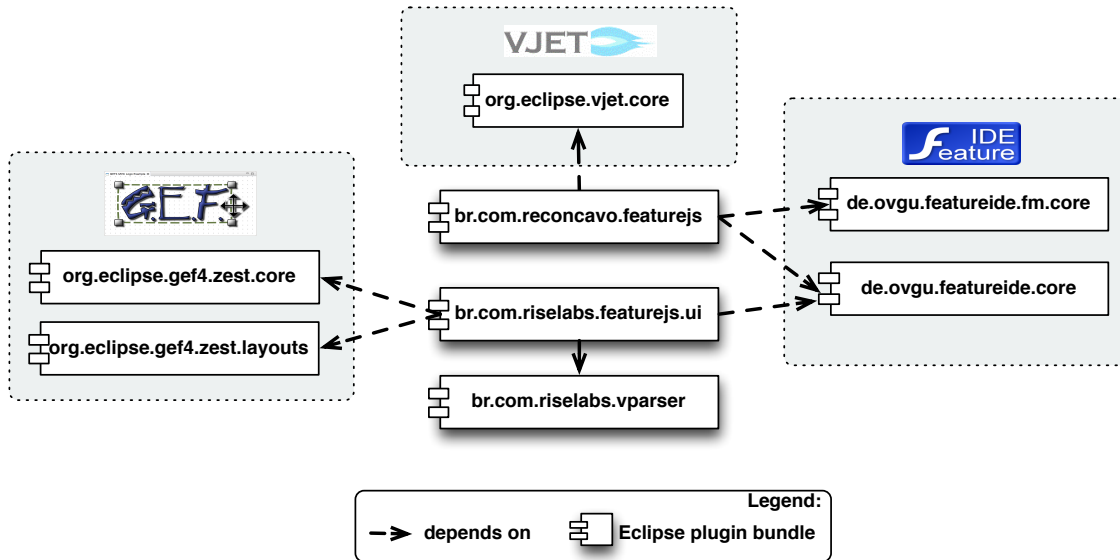 VJET
org.eclipse.vjet.core
IDE
Feature
G.E.F.
br.com.reconcavo.featurejs
de.ovgu.featureide.fm.core
org.eclipse.gef4.zest.core
de.ovgu.featureide.core
br.com.riselabs.featurejs.ui
org.eclipse.gef4.zest.layouts
br.com.riselabs.vparser
Legend:
depends on
Eclipse plugin bundle